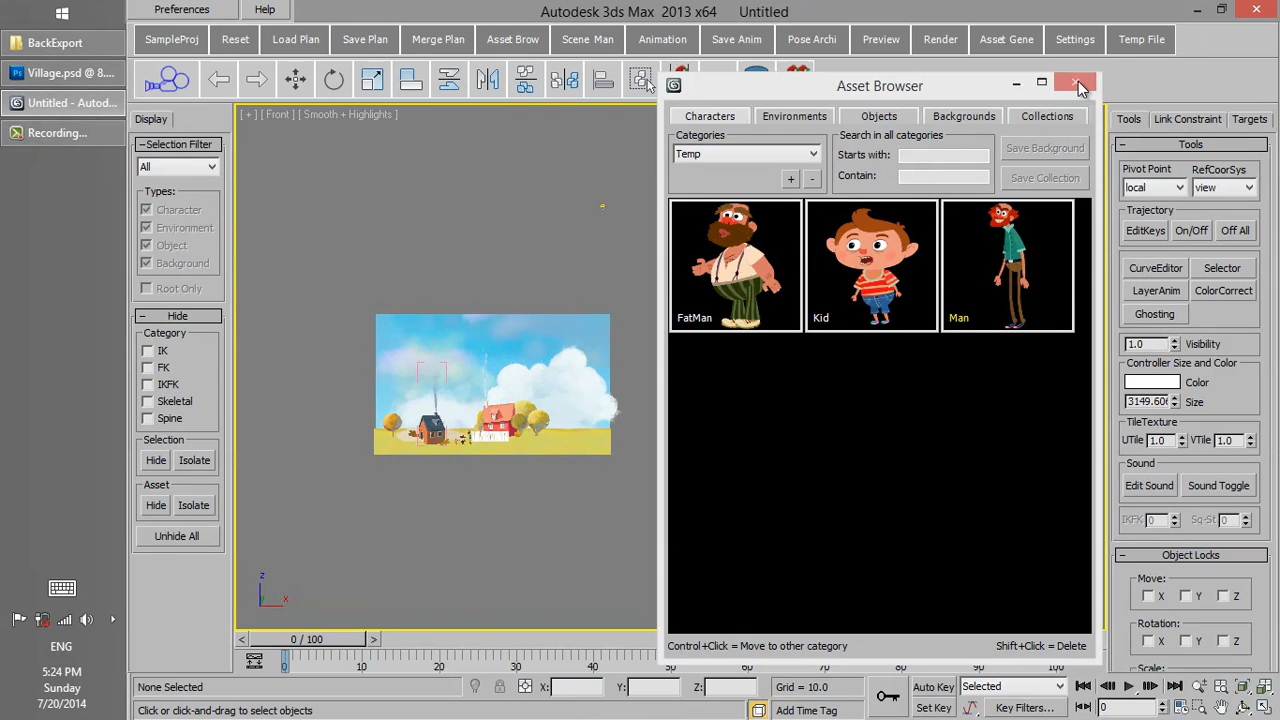 Preferences
Help
Autodesk 3ds Max 2013 x64 Untitled
BackExport
Village.psd @ 8....
Untitled - Autod...
Recording...
SampleProj
Reset
Load Plan
Save Plan
Merge Plan
Asset Brow
Scene Man
Animation
Save Anim
Pose Archi
Preview
Render
Asset Gene
Settings
Temp File
Display
Selection Filter
All
Types:
Character
Environment
Object
Background
Root Only
Hide
Category
IK
FK
IKFK
Skeletal
Spine
Selection
Hide
Isolate
Asset
Hide
Isolate
Unhide All
[ + ] [ Front ] [ Smooth + Highlights ]
z
x
Asset Browser
Characters
Environments
Objects
Backgrounds
Collections
Categories
Temp
+
-
Search in all categories
Starts with:
Contain:
Save Background
Save Collection
FatMan
Kid
Man
Control+Click = Move to other category
Shift+Click = Delete
Tools
Link Constraint
Targets
Tools
Pivot Point
RefCoorSys
local
view
Trajectory
EditKeys
On/Off
Off All
CurveEditor
Selector
LayerAnim
ColorCorrect
Ghosting
1.0
Visibility
Controller Size and Color
Color
3149.606
Size
TileTexture
UTile 1.0
VTile 1.0
Sound
Edit Sound
Sound Toggle
IKFK 0
Sq-St 0
Object Locks
Move:
X
Y
Z
Rotation:
X
Y
Z
Scale:
< 0 / 100 >
0
10
20
30
40
50
60
70
80
90
100
None Selected
X:
Y:
Z:
Grid = 10.0
Auto Key
Selected
Click or click-and-drag to select objects
Add Time Tag
Set Key
Key Filters...
0
ENG
5:24 PM
Sunday
7/20/2014